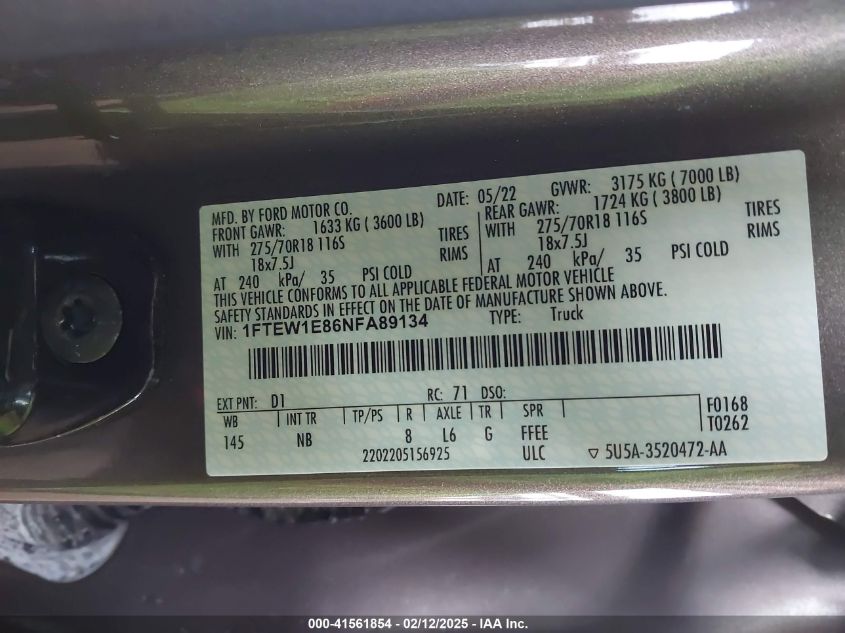 MFD. BY FORD MOTOR CO. DATE: 05/22 GVWR: 3175 KG ( 7000 LB)
FRONT GAWR: 1633 KG ( 3600 LB) REAR GAWR: 1724 KG ( 3800 LB)
WITH 275/70R18 116S TIRES WITH 275/70R18 116S TIRES
18x7.5J RIMS 18x7.5J RIMS
AT 240 kPa/ 35 PSI COLD AT 240 kPa/ 35 PSI COLD
THIS VEHICLE CONFORMS TO ALL APPLICABLE FEDERAL MOTOR VEHICLE
SAFETY STANDARDS IN EFFECT ON THE DATE OF MANUFACTURE SHOWN ABOVE.
VIN: 1FTEW1E86NFA89134 TYPE: Truck
EXT PNT: D1 RC: 71 DSO:
WB INT TR TP/PS R AXLE TR SPR F0168
145 NB 8 L6 G FFEE T0262
2202205156925 ULC ▽ 5U5A-3520472-AA
000-41561854 / 02/12/2025 - IAA Inc.